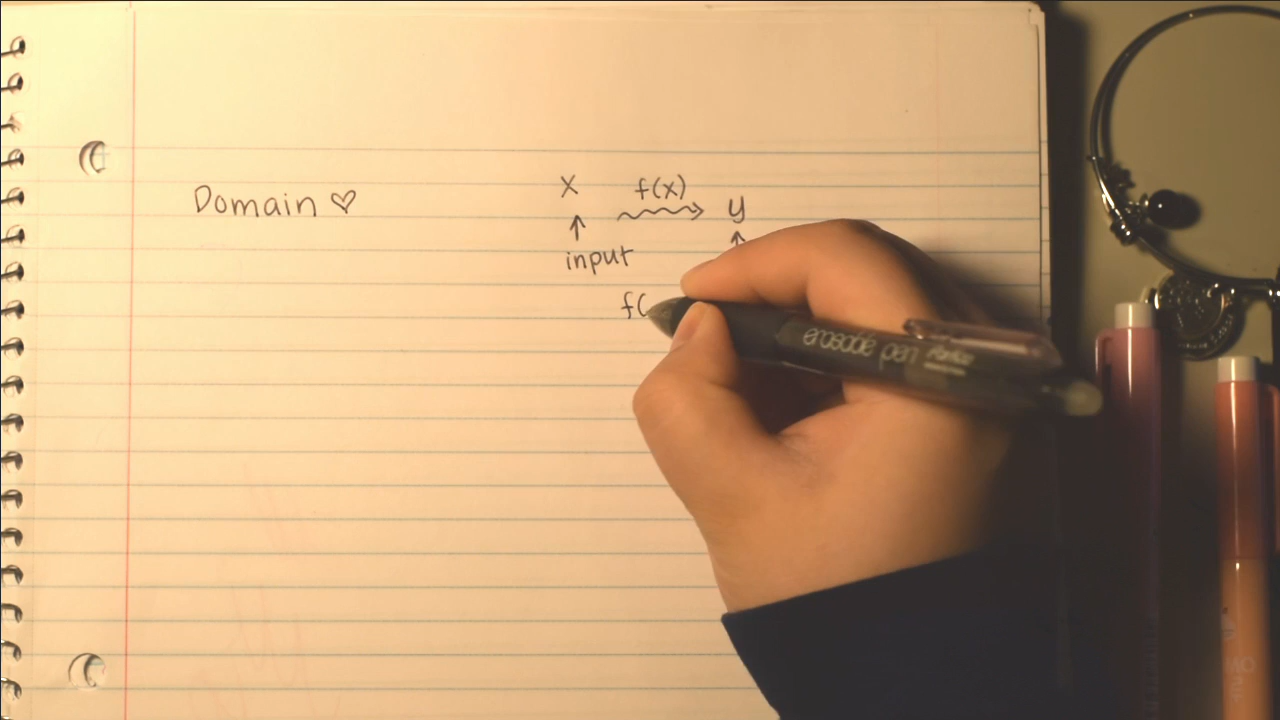 Domain ♡
x f(x) y
↑ ↑
input
f(